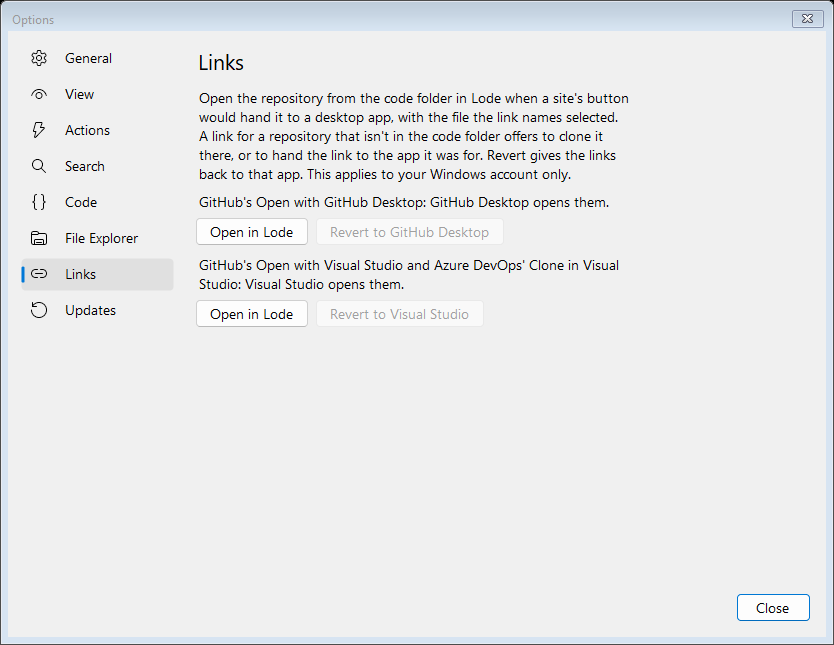 Options
General
View
Actions
Search
Code
File Explorer
Links
Updates
Links
Open the repository from the code folder in Lode when a site's button
would hand it to a desktop app, with the file the link names selected.
A link for a repository that isn't in the code folder offers to clone it
there, or to hand the link to the app it was for. Revert gives the links
back to that app. This applies to your Windows account only.
GitHub's Open with GitHub Desktop: GitHub Desktop opens them.
Open in Lode
Revert to GitHub Desktop
GitHub's Open with Visual Studio and Azure DevOps' Clone in Visual
Studio: Visual Studio opens them.
Open in Lode
Revert to Visual Studio
Close